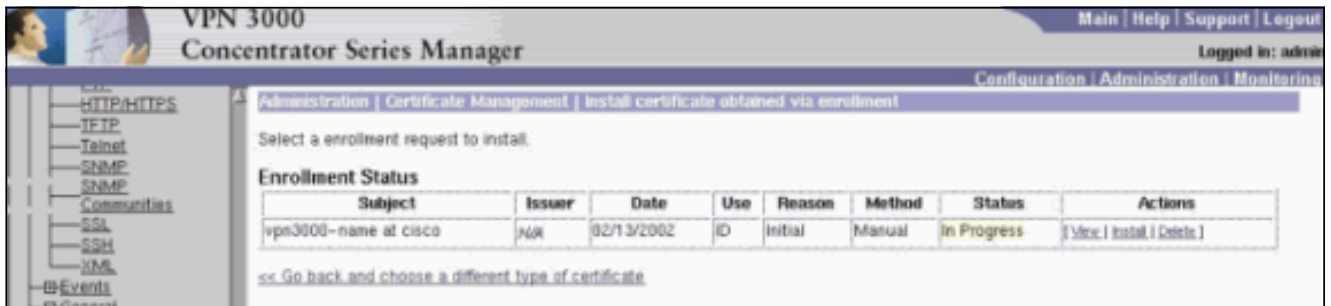 VPN 3000
Concentrator Series Manager
Main | Help | Support | Logout
Logged in: admin
Configuration | Administration | Monitoring
HTTP/HTTPS
TFTP
Telnet
SNMP
SNMP
Communities
SSL
SSH
XML
Events
Administration | Certificate Management | Install certificate obtained via enrollment
Select a enrollment request to install.
Enrollment Status
Subject Issuer Date Use Reason Method Status Actions
vpn3000-name at cisco N/A 02/13/2002 ID Initial Manual In Progress [ View | Install | Delete ]
<< Go back and choose a different type of certificate